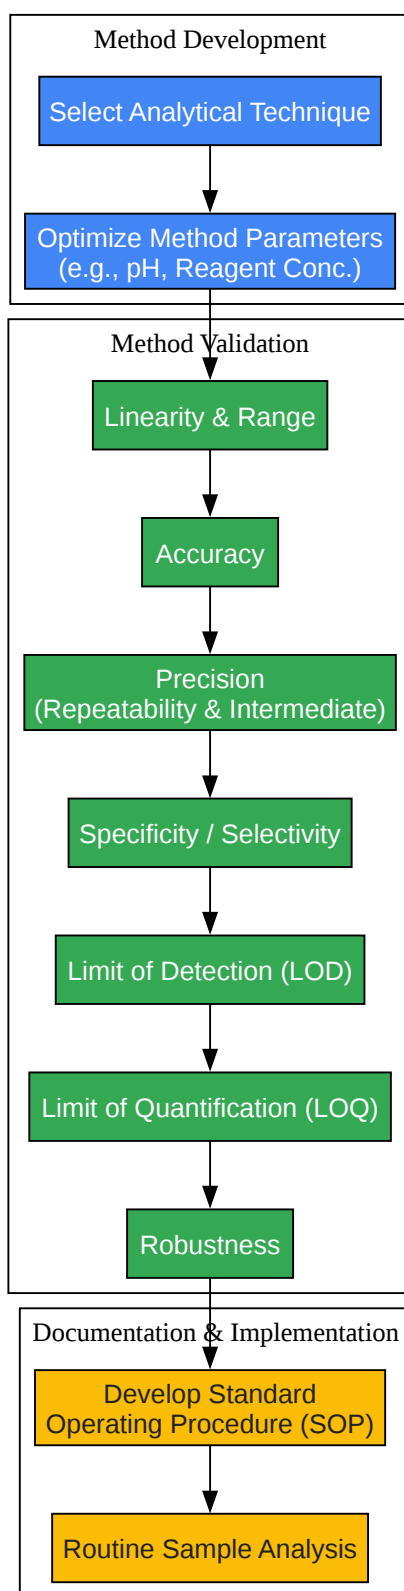 Method Development
Select Analytical Technique
Optimize Method Parameters
(e.g., pH, Reagent Conc.)
Method Validation
Linearity & Range
Accuracy
Precision
(Repeatability & Intermediate)
Specificity / Selectivity
Limit of Detection (LOD)
Limit of Quantification (LOQ)
Robustness
Documentation & Implementation
Develop Standard
Operating Procedure (SOP)
Routine Sample Analysis